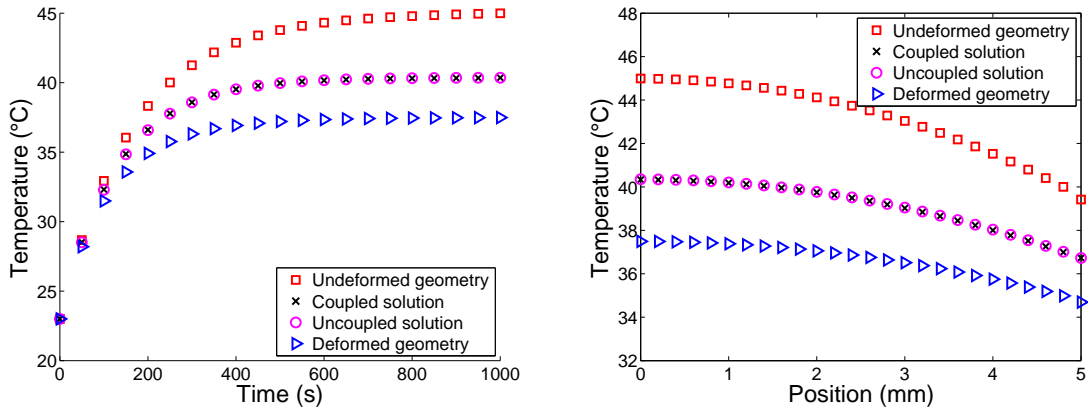 45
40
35
30
25
20
0
200
400
600
800
1000
Temperature (°C)
Time (s)
Undeformed geometry
Coupled solution
Uncoupled solution
Deformed geometry
48
46
44
42
40
38
36
34
32
0
1
2
3
4
5
Temperature (°C)
Position (mm)
Undeformed geometry
Coupled solution
Uncoupled solution
Deformed geometry